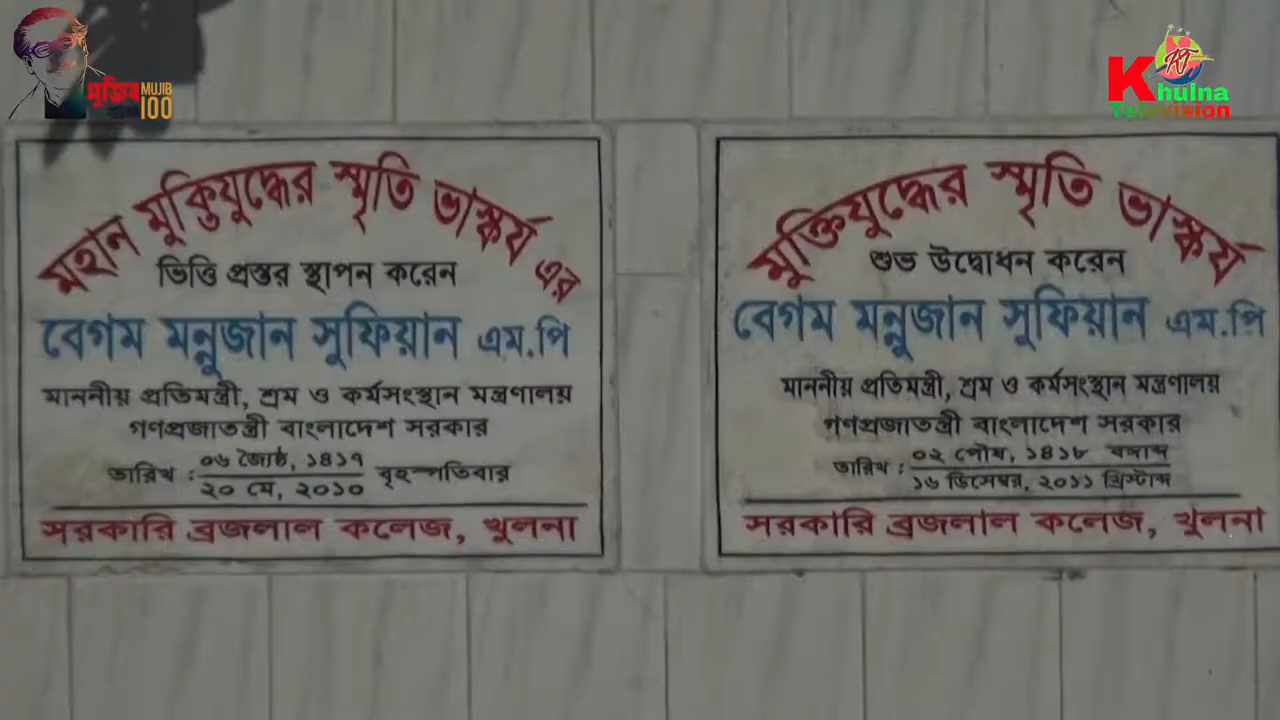 মুজিব
MUJIB
100
Khulna
Television
মহান মুক্তিযুদ্ধের স্মৃতি ভাস্কর্য এর
ভিত্তি প্রস্তর স্থাপন করেন
বেগম মন্নুজান সুফিয়ান এম.পি
মাননীয় প্রতিমন্ত্রী, শ্রম ও কর্মসংস্থান মন্ত্রণালয়
গণপ্রজাতন্ত্রী বাংলাদেশ সরকার
তারিখ : ০৬ জ্যৈষ্ঠ, ১৪১৭
২০ মে, ২০১০ বৃহস্পতিবার
সরকারি ব্রজলাল কলেজ, খুলনা
মুক্তিযুদ্ধের স্মৃতি ভাস্কর্য
শুভ উদ্বোধন করেন
বেগম মন্নুজান সুফিয়ান এম.পি
মাননীয় প্রতিমন্ত্রী, শ্রম ও কর্মসংস্থান মন্ত্রণালয়
গণপ্রজাতন্ত্রী বাংলাদেশ সরকার
তারিখ : ০২ পৌষ, ১৪১৮ বঙ্গাব্দ
১৬ ডিসেম্বর, ২০১১ খ্রিস্টাব্দ
সরকারি ব্রজলাল কলেজ, খুলনা